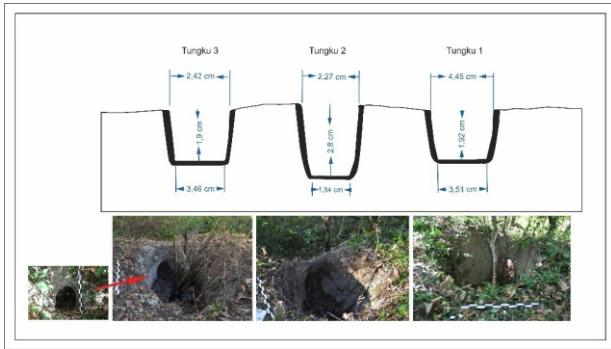 Tungku 3
Tungku 2
Tungku 1
2,42 cm
2,27 cm
4,45 cm
1,9 cm
2,8 cm
1,92 cm
3,46 cm
1,54 cm
3,51 cm